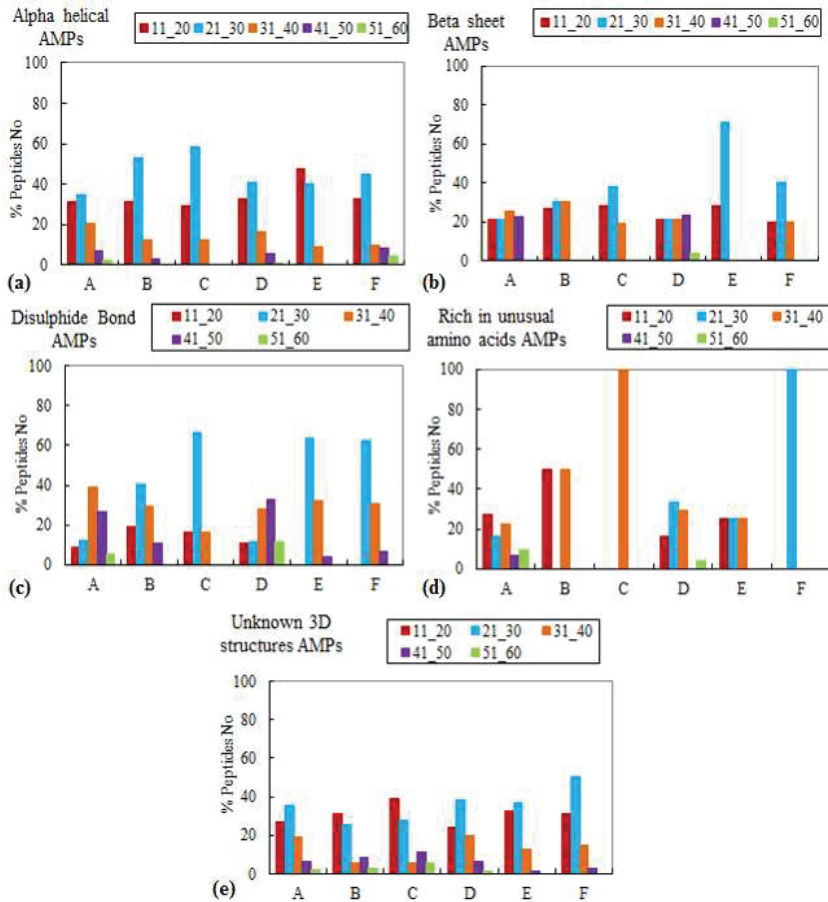 Alpha helical
AMPs
11_20 21_30 31_40 41_50 51_60
% Peptides No
100
80
60
40
20
0
A B C D E F
(a)
Beta sheet
AMPs
11_20 21_30 31_40 41_50 51_60
% Peptides No
100
80
60
40
20
0
A B C D E F
(b)
Disulphide Bond
AMPs
11_20 21_30 31_40
41_50 51_60
% Peptides No
100
80
60
40
20
0
A B C D E F
(c)
Rich in unusual
amino acids AMPs
11_20 21_30 31_40
41_50 51_60
% Peptides No
100
80
60
40
20
0
A B C D E F
(d)
Unknown 3D
structures AMPs
11_20 21_30 31_40
41_50 51_60
% Peptides No
100
80
60
40
20
0
A B C D E F
(e)